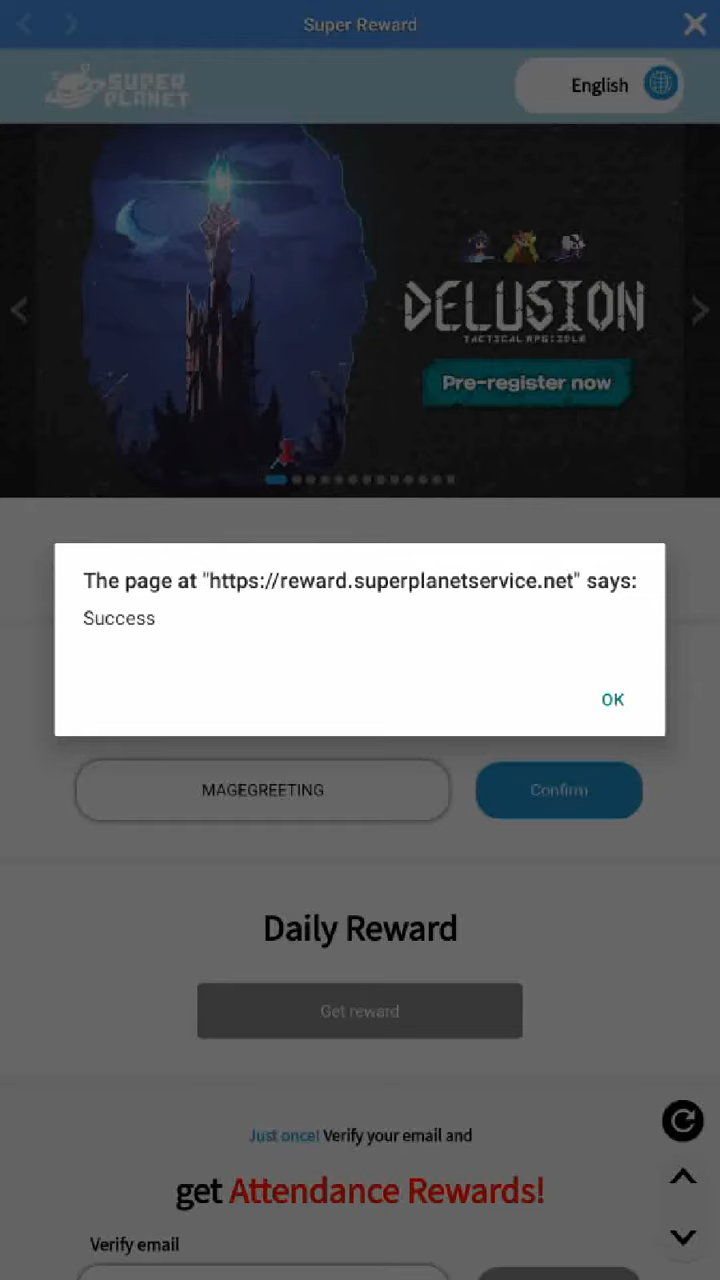 Super Reward
SUPER
PLANET
English
DELUSION
TACTICAL RPG:IDLE
Pre-register now
The page at "https://reward.superplanetservice.net" says:
Success
OK
MAGEGREETING
Confirm
Daily Reward
Get reward
Just once! Verify your email and
get Attendance Rewards!
Verify email